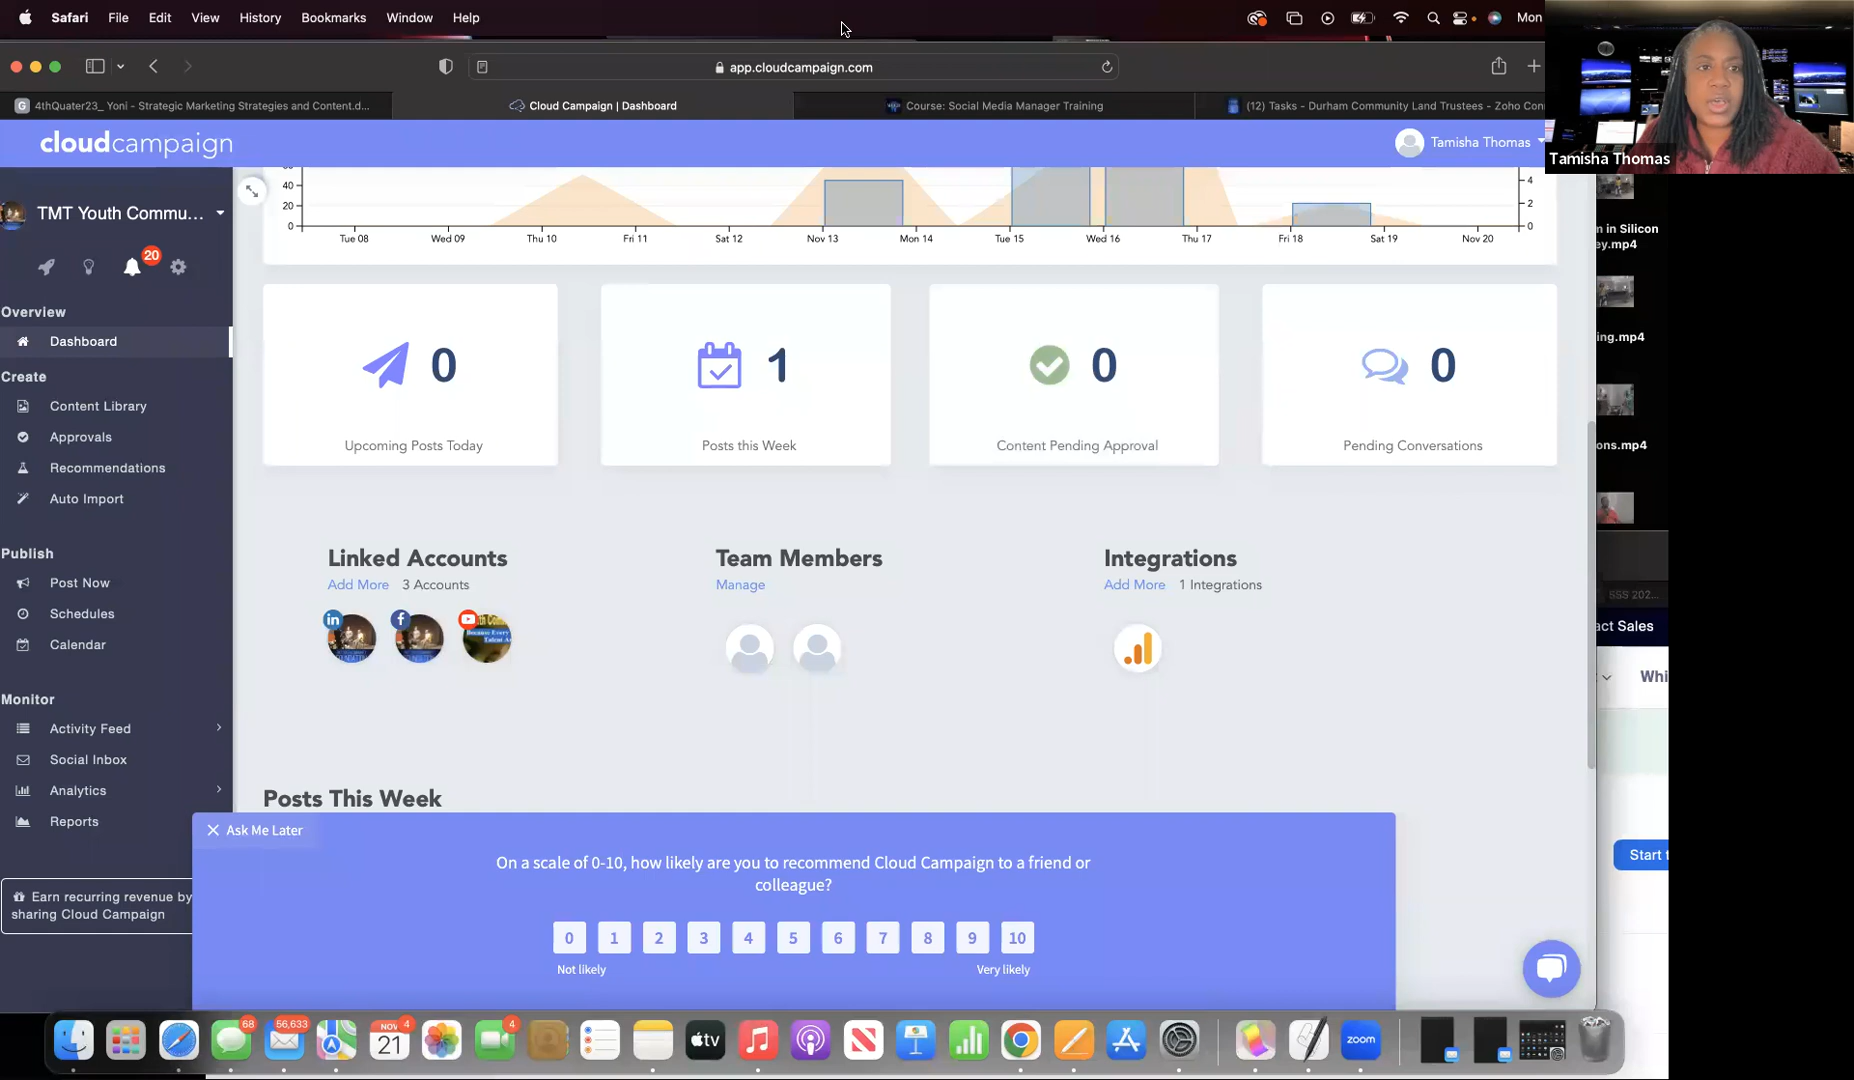 Safari File Edit View History Bookmarks Window Help
Mon
app.cloudcampaign.com
4thQuater23_ Yoni - Strategic Marketing Strategies and Content.d...
Cloud Campaign | Dashboard
Course: Social Media Manager Training
(12) Tasks - Durham Community Land Trustees - Zoho Con
cloudcampaign
Tamisha Thomas
Tamisha Thomas
TMT Youth Commu...
20
Overview
Dashboard
Create
Content Library
Approvals
Recommendations
Auto Import
Publish
Post Now
Schedules
Calendar
Monitor
Activity Feed
Social Inbox
Analytics
Reports
Earn recurring revenue by
sharing Cloud Campaign
40
20
0
4
2
0
Tue 08 Wed 09 Thu 10 Fri 11 Sat 12 Nov 13 Mon 14 Tue 15 Wed 16 Thu 17 Fri 18 Sat 19 Nov 20
0
Upcoming Posts Today
1
Posts this Week
0
Content Pending Approval
0
Pending Conversations
Linked Accounts
Add More 3 Accounts
Team Members
Manage
Integrations
Add More 1 Integrations
Posts This Week
Ask Me Later
On a scale of 0-10, how likely are you to recommend Cloud Campaign to a friend or
colleague?
0 1 2 3 4 5 6 7 8 9 10
Not likely Very likely
m in Silicon
ey.mp4
ing.mp4
ons.mp4
SSS 202...
act Sales
Whi
Start t
68
56,633
NOV
21
4
4
tv
zoom